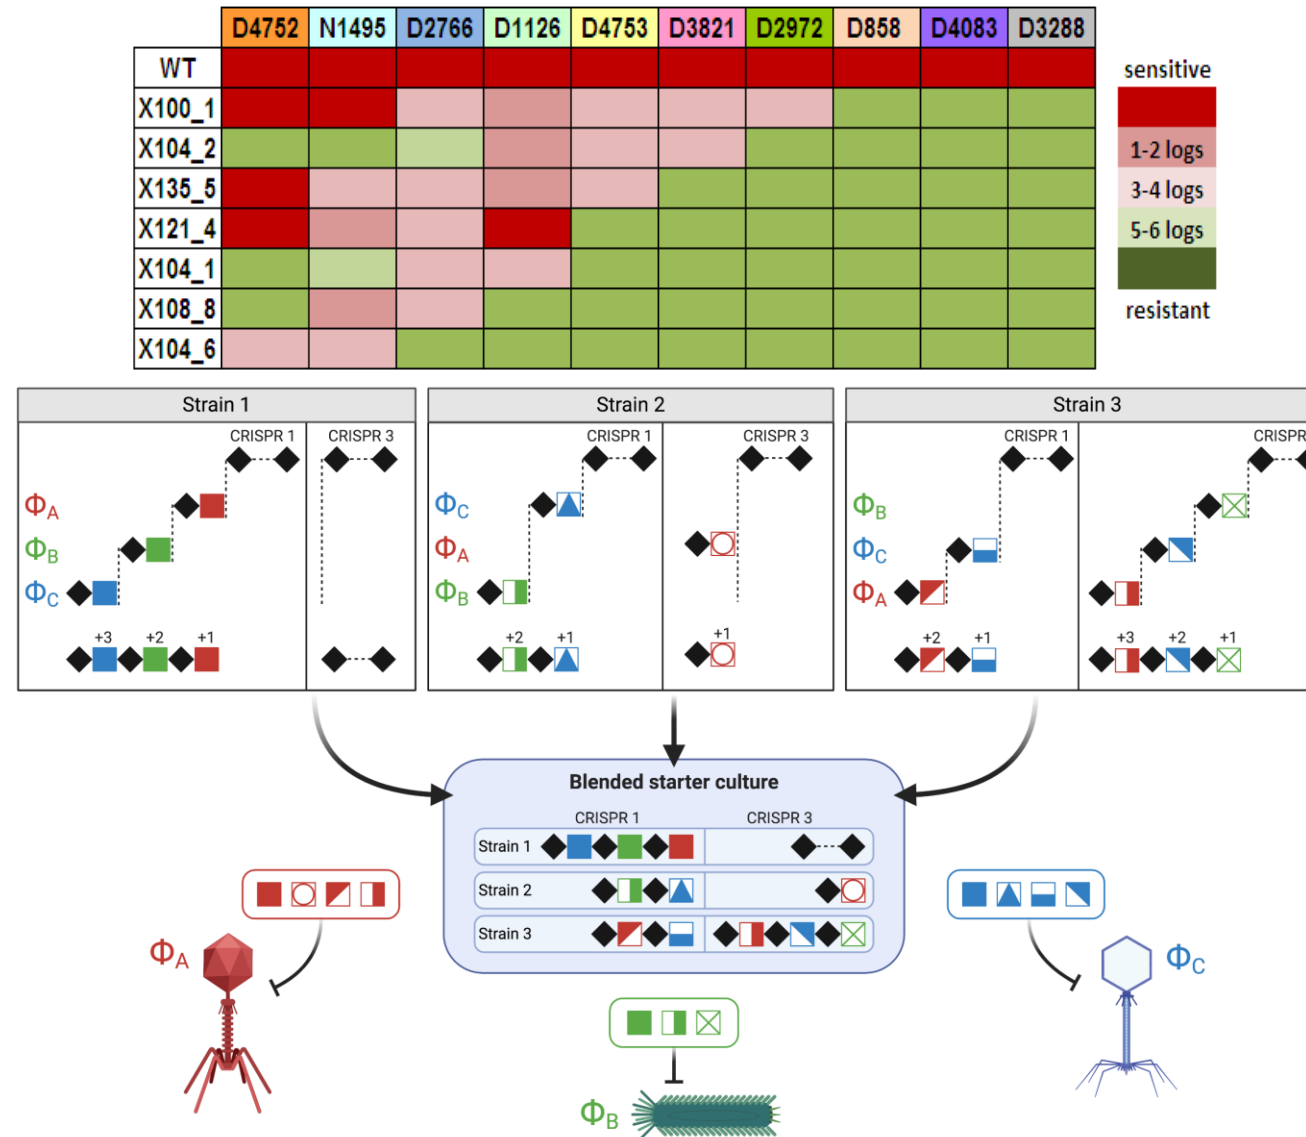 D4752 N1495 D2766 D1126 D4753 D3821 D2972 D858 D4083 D3288
WT
X100_1
X104_2
X135_5
X121_4
X104_1
X108_8
X104_6
sensitive
1-2 logs
3-4 logs
5-6 logs
resistant
Strain 1
CRISPR 1 CRISPR 3
ΦA
ΦB
ΦC
+3 +2 +1
Strain 2
CRISPR 1 CRISPR 3
ΦC
ΦA
ΦB
+2 +1 +1
Strain 3
CRISPR 1 CRISPR
ΦB
ΦC
ΦA
+2 +1 +3 +2 +1
Blended starter culture
CRISPR 1 CRISPR 3
Strain 1
Strain 2
Strain 3
ΦA
ΦC
ΦB